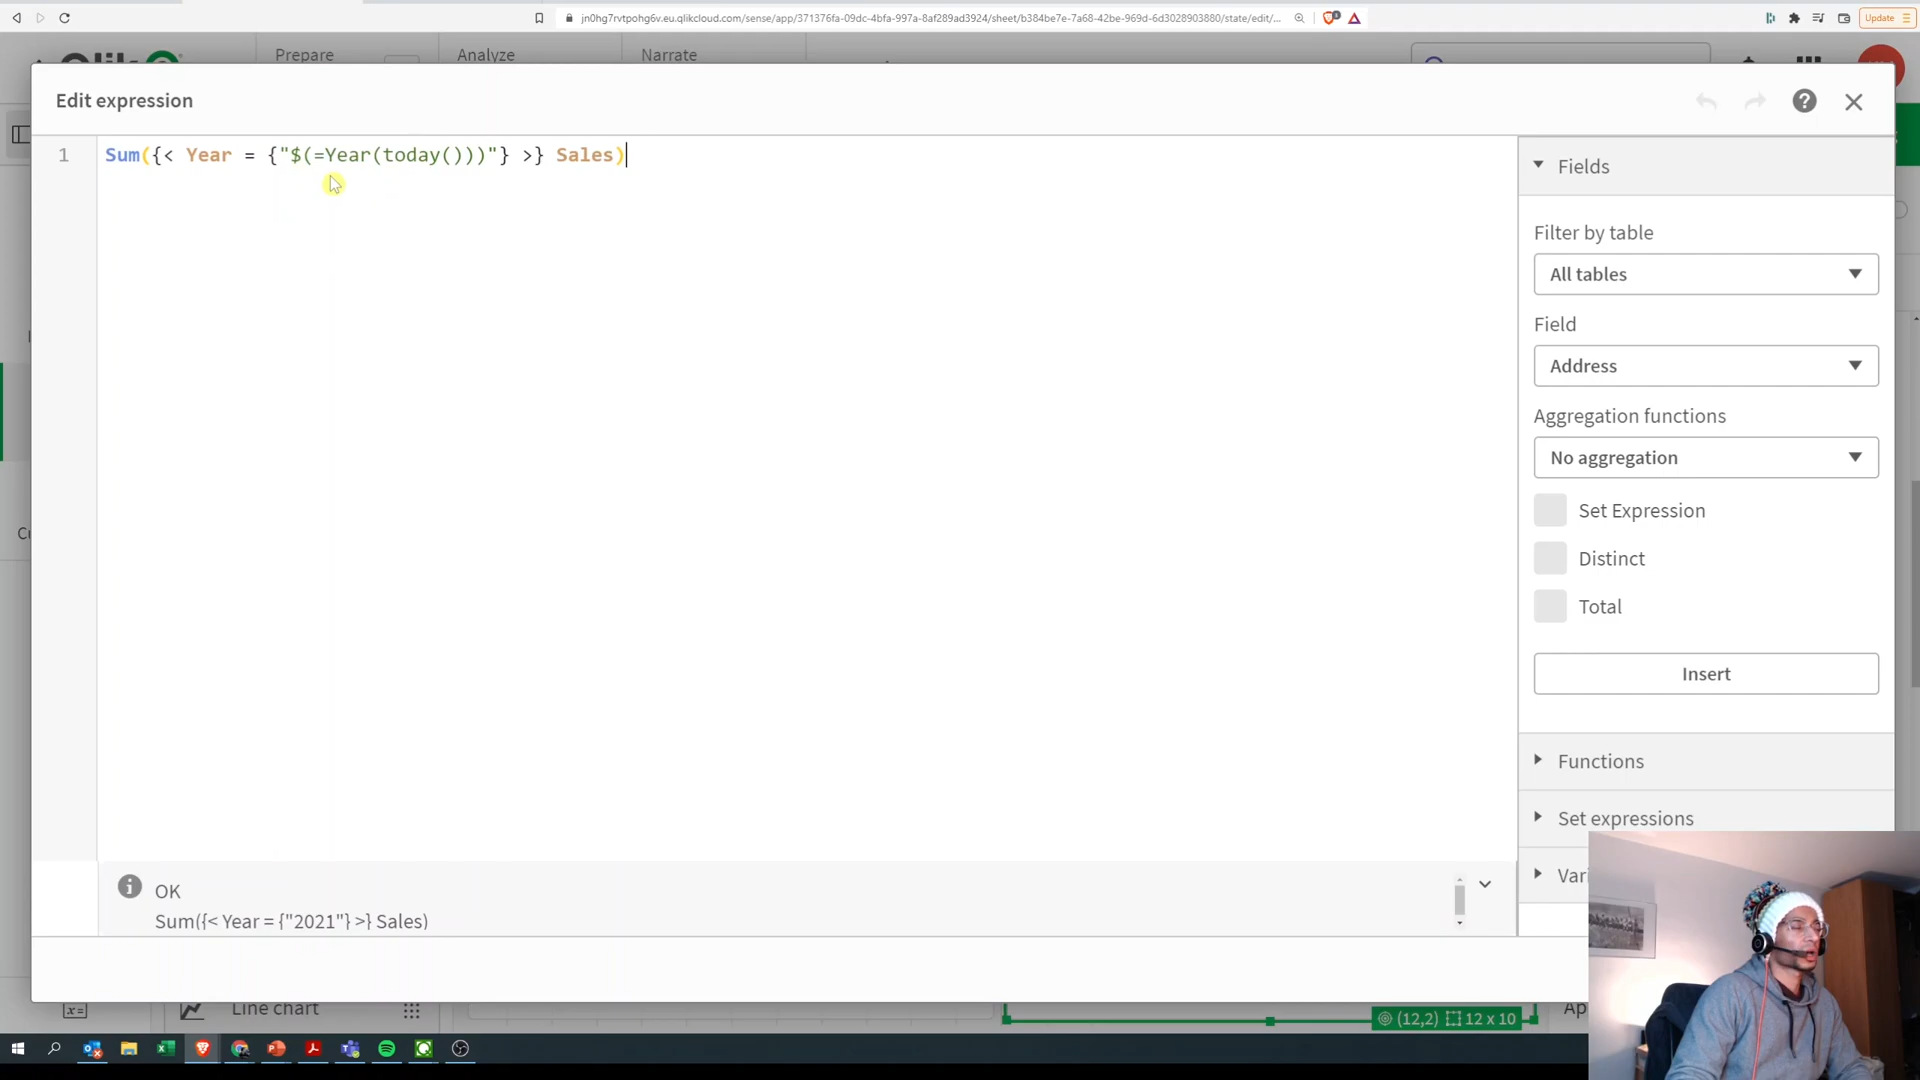 jn0hg7rvtpohg6v.eu.qlikcloud.com/sense/app/371376fa-09dc-4bfa-997a-8af289ad3924/sheet/b384be7e-7a68-42be-969d-6d3028903880/state/edit/...
Update
Qlik
Prepare
Analyze
Narrate
Edit expression
1
Sum({< Year = {"$(=Year(today()))"} >} Sales)
Fields
Filter by table
All tables
Field
Address
Aggregation functions
No aggregation
Set Expression
Distinct
Total
Insert
Functions
Set expressions
Vari
OK
Sum({< Year = {"2021"} >} Sales)
Line chart
(12,2) 12 x 10